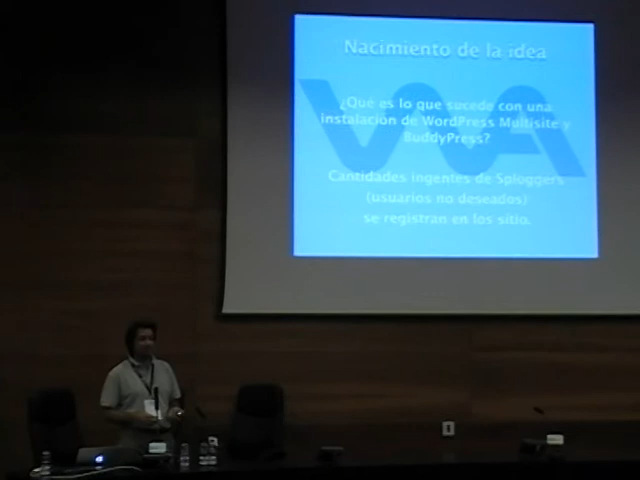 Nacimiento de la idea
¿Qué es lo que sucede con una
instalación de WordPress Multisite y
BuddyPress?
Cantidades ingentes de Sploggers
(usuarios no deseados)
se registran en los sitio.